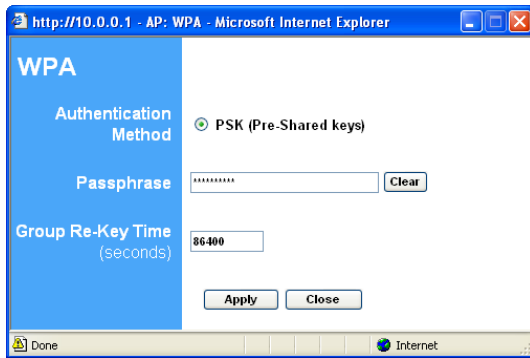 http://10.0.0.1 - AP: WPA - Microsoft Internet Explorer
WPA
Authentication
Method
PSK (Pre-Shared keys)
Passphrase
**********
Clear
Group Re-Key Time
(seconds)
86400
Apply
Close
Done
Internet